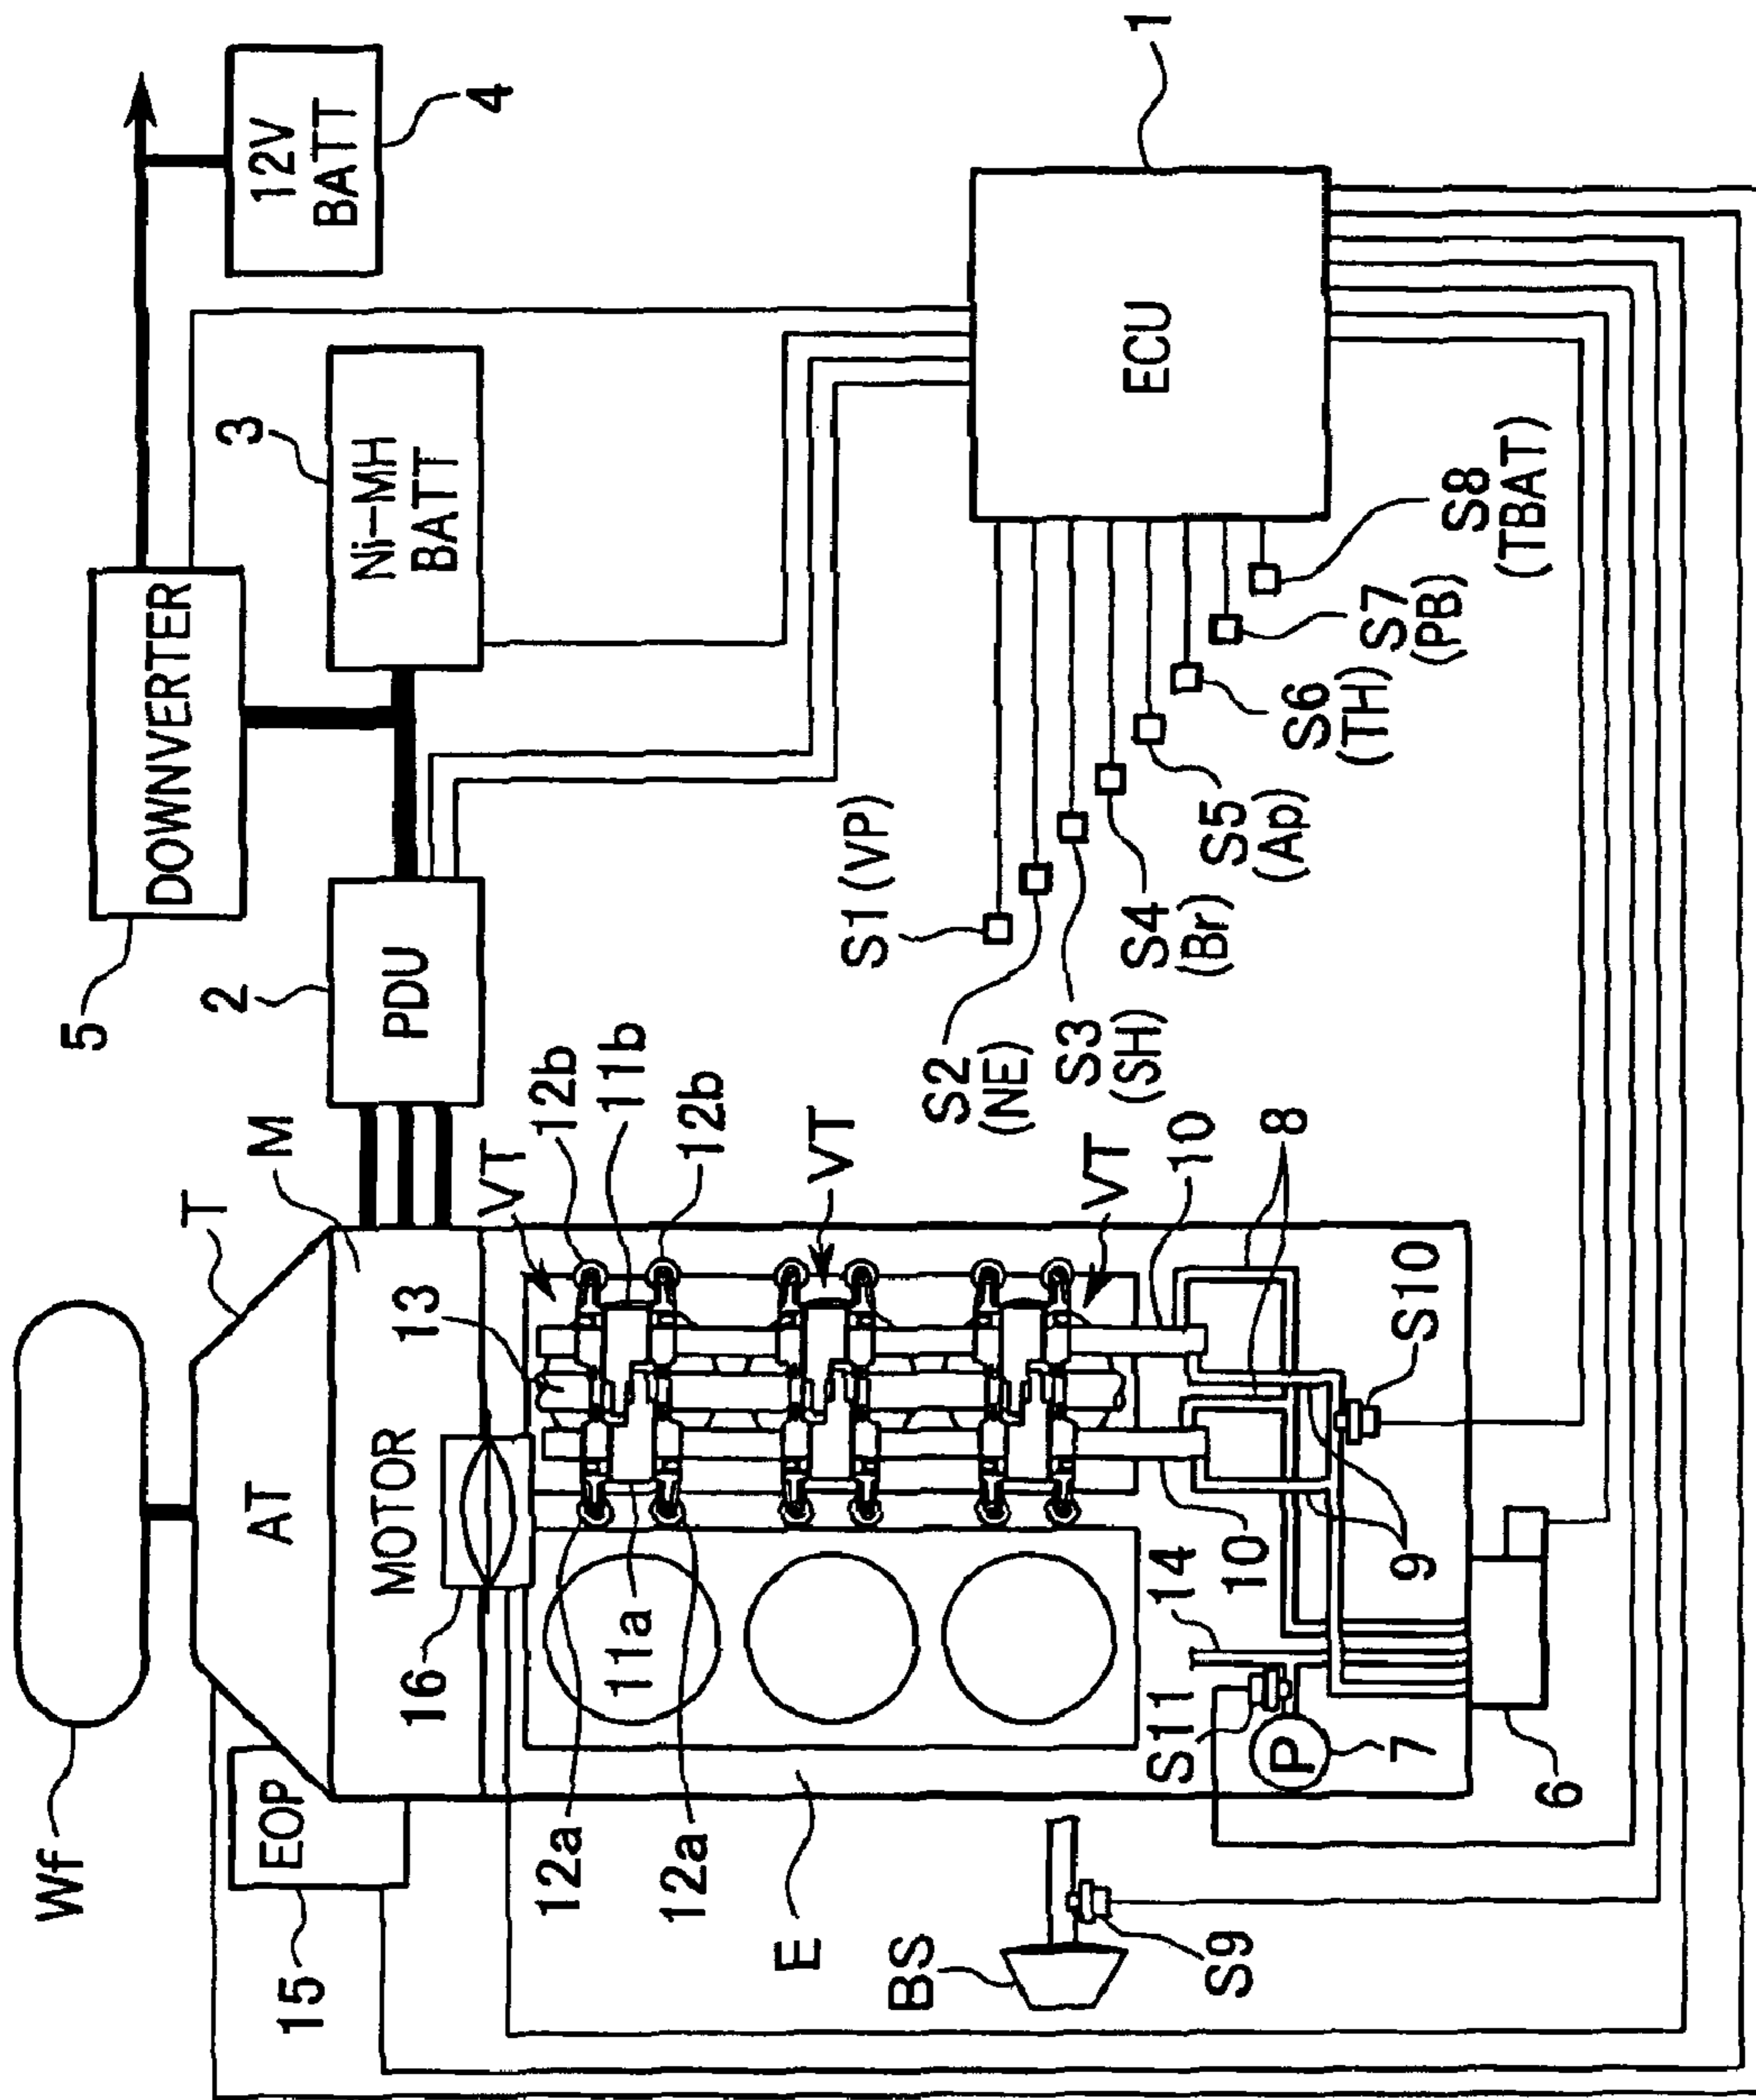 Wf
T
M
AT
MOTOR
EOP
15
16
13
VT
12b
11b
12b
VT
VT
12a
11a
12a
E
10
10
8
9
14
S10
S11
P
7
6
BS
S9
5
DOWNVERTER
2
PDU
3
Ni-MH
BATT
12V
BATT
4
ECU
1
S1 (VP)
S2
(NE)
S3
(SH)
S4
(Br)
S5
(Ap)
S6
(TH)
S7
(PB)
S8
(TBAT)